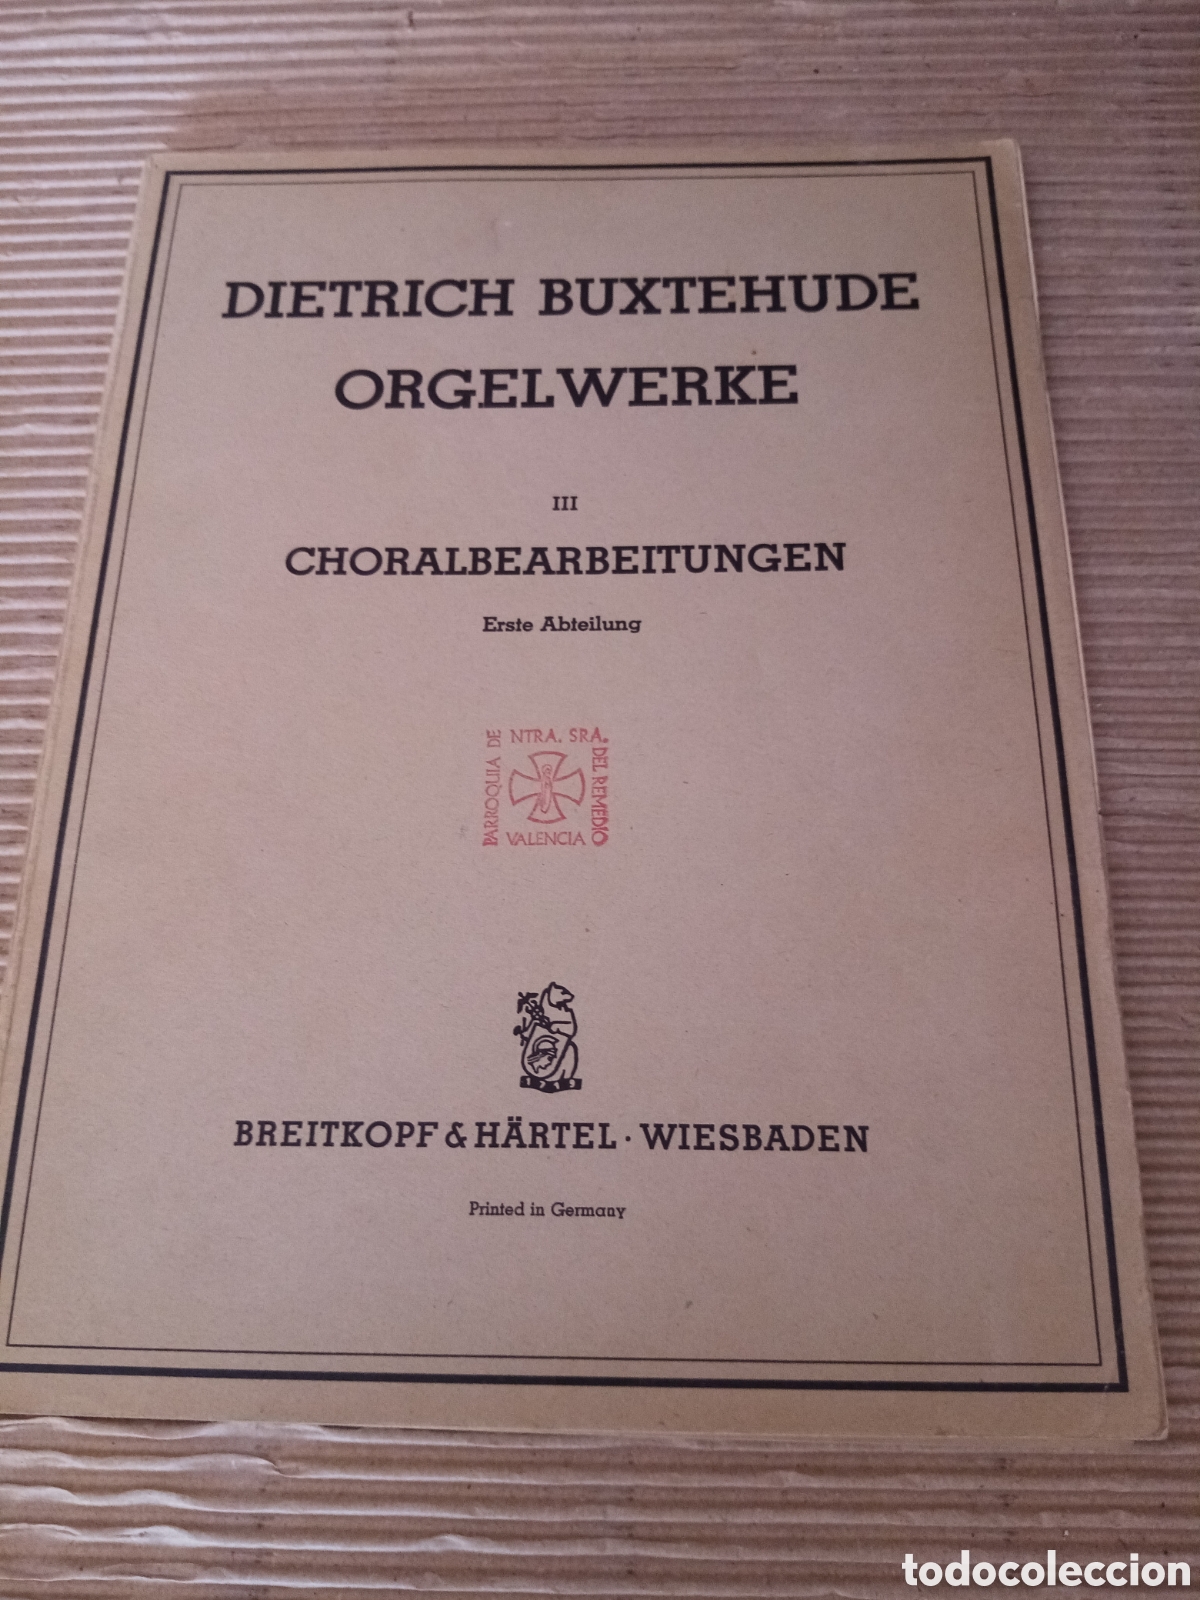 DIETRICH BUXTEHUDE
ORGELWERKE
III
CHORALBEARBEITUNGEN
Erste Abteilung
PARROQUIA DE
NTRA. SRA.
DEL REMEDIO
VALENCIA
1719
BREITKOPF & HÄRTEL · WIESBADEN
Printed in Germany
todocoleccion